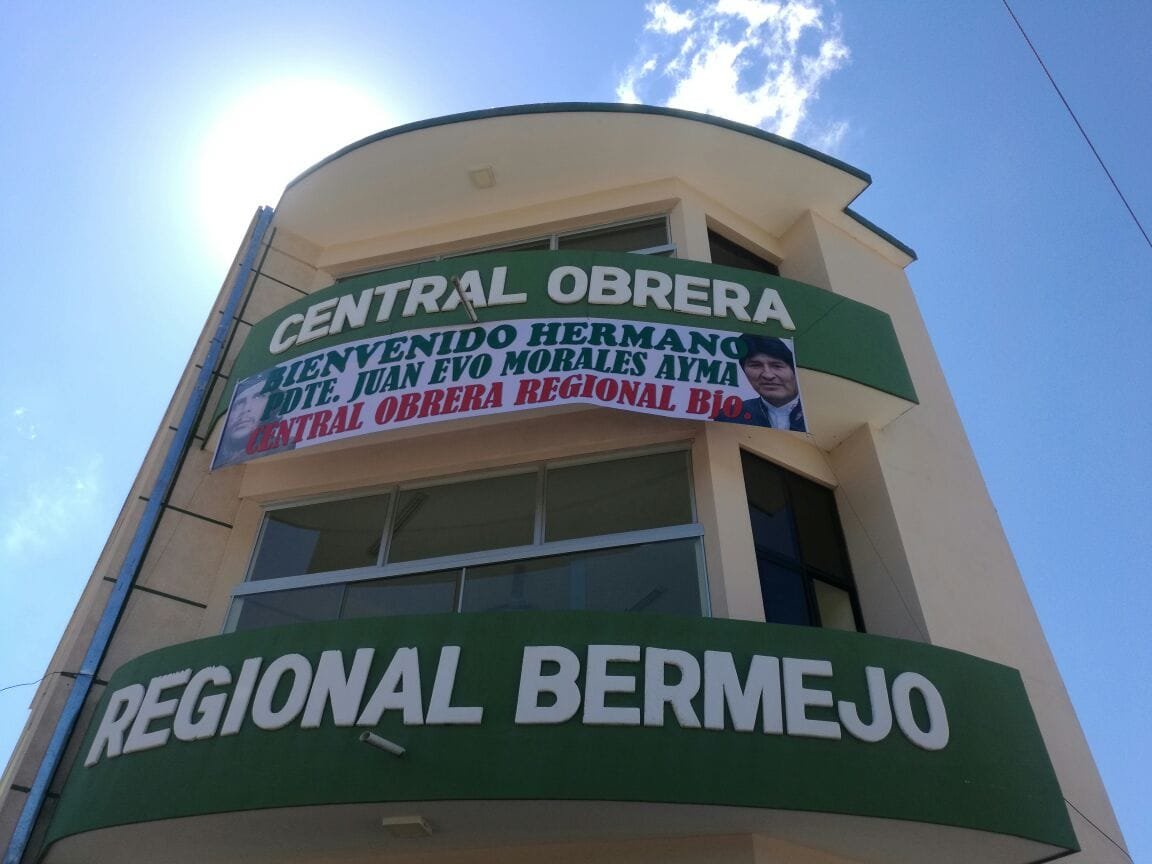 CENTRAL OBRERA
BIENVENIDO HERMANO
PDTE. JUAN EVO MORALES AYMA
CENTRAL OBRERA REGIONAL Bjo.
REGIONAL BERMEJO